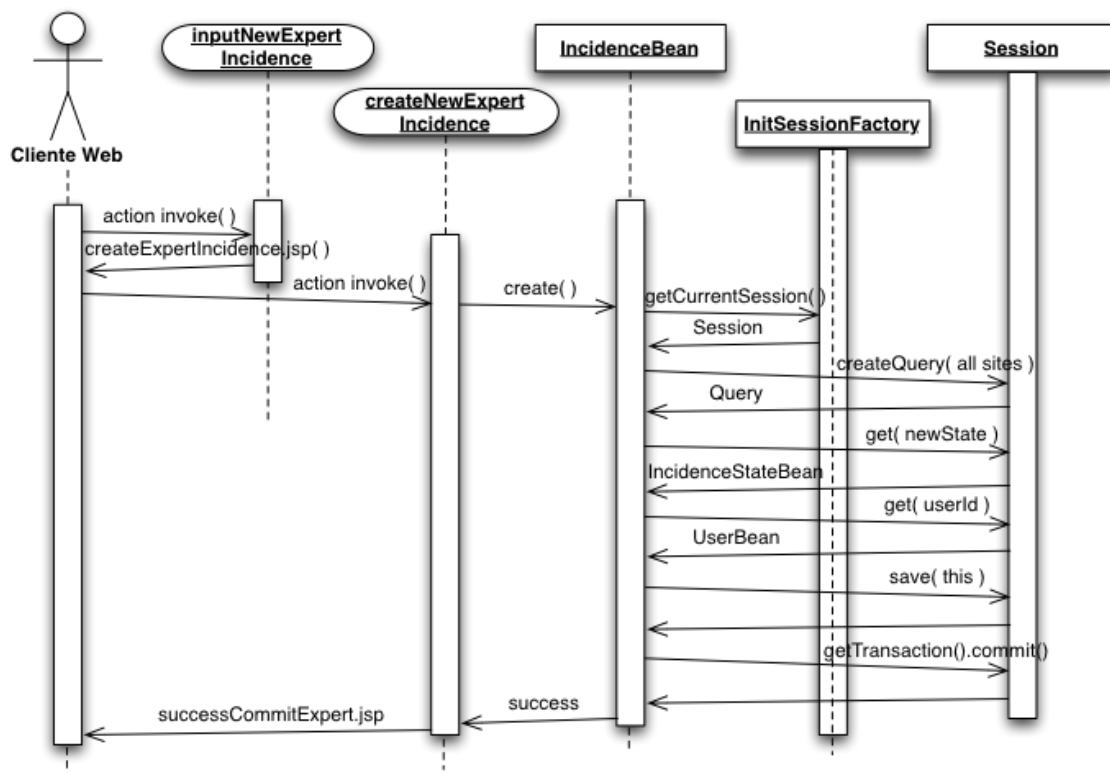 inputNewExpert
Incidence
IncidenceBean
Session
createNewExpert
Incidence
InitSessionFactory
Cliente Web
action invoke( )
createExpertIncidence.jsp( )
action invoke( )
create( )
getCurrentSession( )
Session
createQuery( all sites )
Query
get( newState )
IncidenceStateBean
get( userId )
UserBean
save( this )
getTransaction().commit()
success
successCommitExpert.jsp